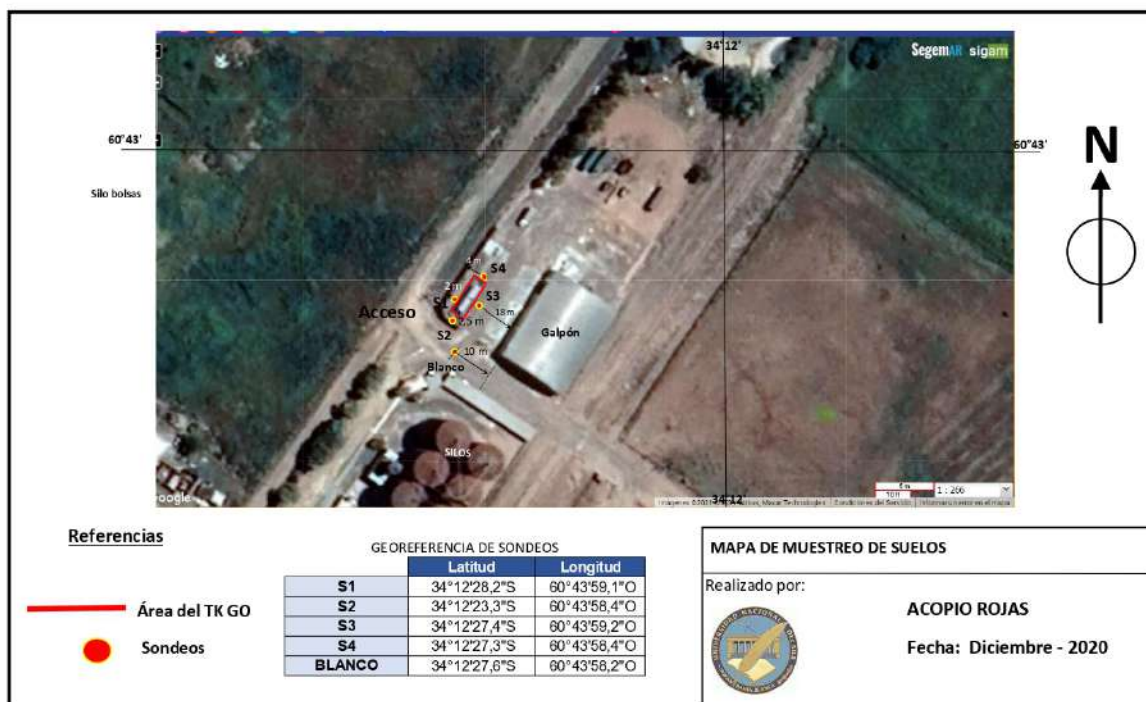 34°12'
SegemAR sigam
60°43'
60°43'
N
Silo bolsas
4 m
S4
2 m
S1
S3
Acceso
18m
Galpón
S2
10 m
Blanco
SILOS
Google
34°12'
1 : 266
Referencias
Área del TK GO
Sondeos
GEOREFERENCIA DE SONDEOS
Latitud Longitud
S1 34°12'28,2"S 60°43'59,1"O
S2 34°12'23,3"S 60°43'58,4"O
S3 34°12'27,4"S 60°43'59,2"O
S4 34°12'27,3"S 60°43'58,4"O
BLANCO 34°12'27,6"S 60°43'58,2"O
MAPA DE MUESTREO DE SUELOS
Realizado por:
ACOPIO ROJAS
Fecha: Diciembre - 2020